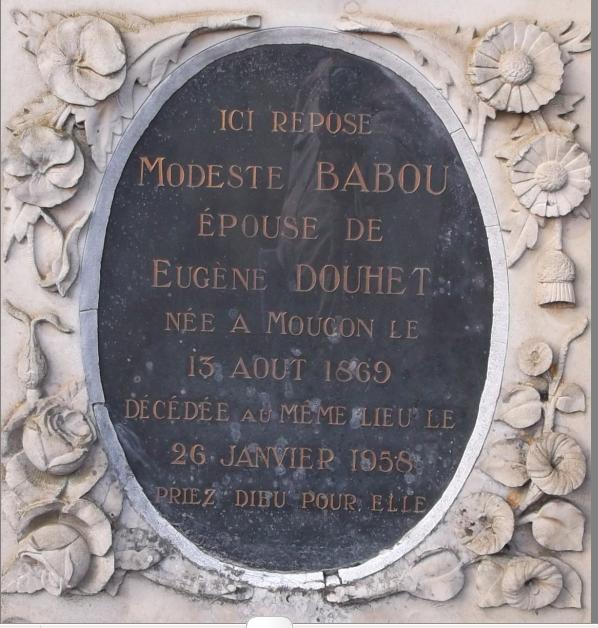 ICI REPOSE
MODESTE BABOU
ÉPOUSE DE
EUGÈNE DOUHET
NÉE A MOUGON LE
13 AOUT 1869
DÉCÉDÉE AU MÊME LIEU LE
26 JANVIER 1958
PRIEZ DIEU POUR ELLE